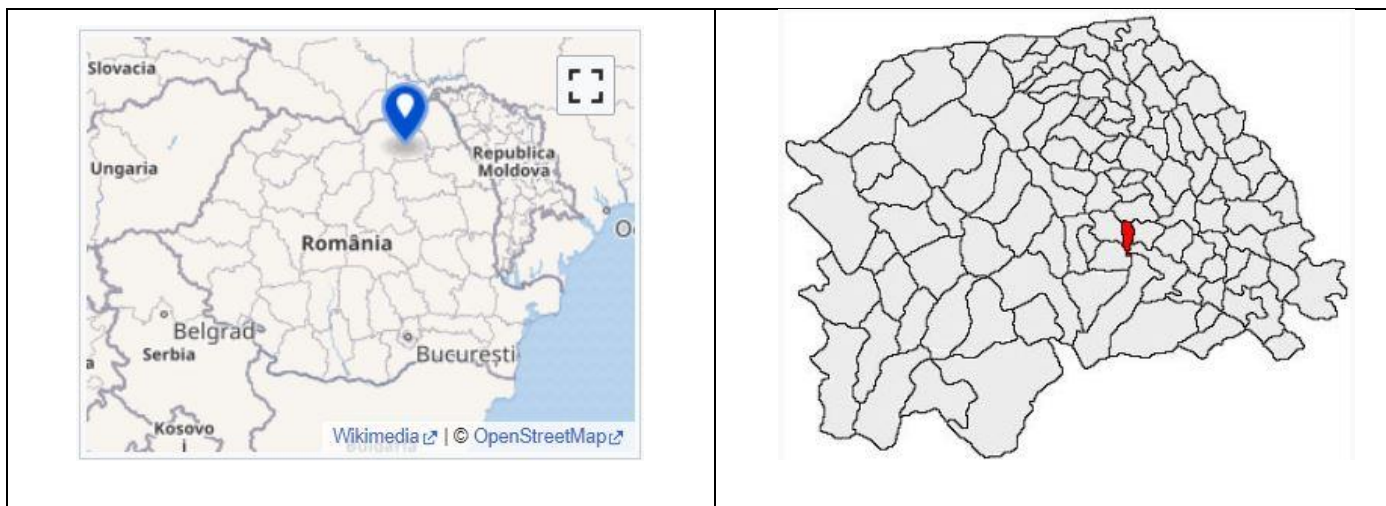 Slovacia
Ungaria
Republica
Moldova
O
România
Belgrad
București
Serbia
a
Kosovo
Wikimedia | © OpenStreetMap